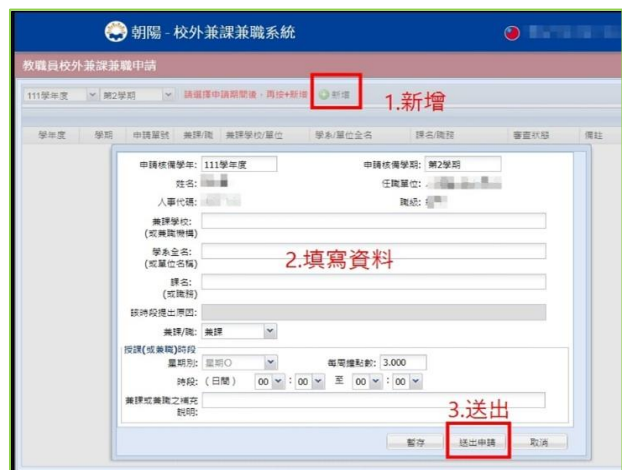 朝陽 - 校外兼課兼職系統
教職員校外兼課兼職申請
111學年度 第2學期 請選擇申請期間後，再按+新增 新增
1.新增
學年度 學期 申請單號 兼課/職 兼課學校/單位 學系/單位全名 課名/職務 審查狀態 備註
申請核備學年: 111學年度 申請核備學期: 第2學期
姓名: 任職單位:
人事代碼: 職級:
兼課學校:
(或兼職機構)
學系全名:
(或單位名稱)
2.填寫資料
課名:
(或職務)
該時段提出原因:
兼課/職: 兼課
授課(或兼職)時段
星期別: 星期○ 每周鐘點數: 3.000
時段: (日間) 00 : 00 至 00 : 00
兼課或兼職之補充
說明:
3.送出
暫存 送出申請 取消